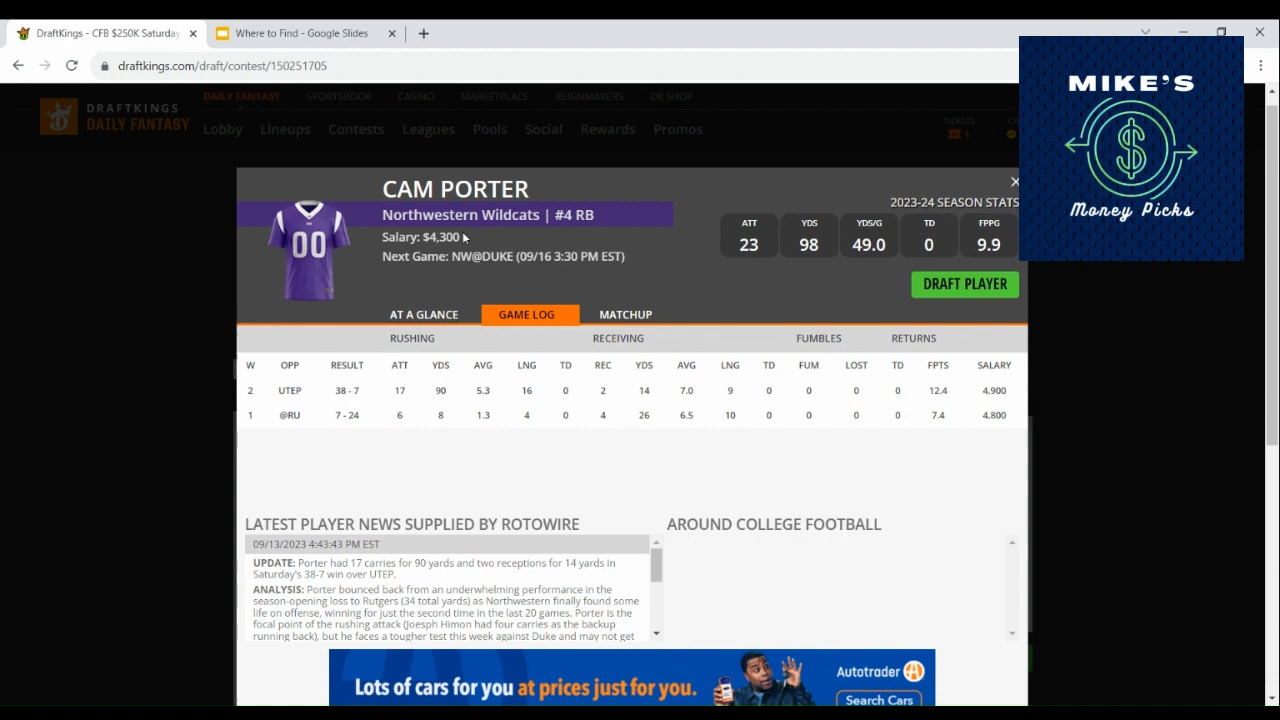 DraftKings - CFB $250K Saturday
Where to Find - Google Slides
draftkings.com/draft/contest/150251705
MIKE'S
$
Money Picks
DRAFTKINGS
DAILY FANTASY
DAILY FANTASY SPORTSBOOK CASINO MARKETPLACE REIGNMAKERS DK SHOP
Lobby Lineups Contests Leagues Pools Social Rewards Promos
TICKETS
1
CAM PORTER
Northwestern Wildcats | #4 RB
Salary: $4,300
Next Game: NW@DUKE (09/16 3:30 PM EST)
00
2023-24 SEASON STATS
ATT YDS YDS/G TD FPPG
23 98 49.0 0 9.9
DRAFT PLAYER
AT A GLANCE GAME LOG MATCHUP
RUSHING RECEIVING FUMBLES RETURNS
W OPP RESULT ATT YDS AVG LNG TD REC YDS AVG LNG TD FUM LOST TD FPTS SALARY
2 UTEP 38 - 7 17 90 5.3 16 0 2 14 7.0 9 0 0 0 0 12.4 4,900
1 @RU 7 - 24 6 8 1.3 4 0 4 26 6.5 10 0 0 0 0 7.4 4,800
LATEST PLAYER NEWS SUPPLIED BY ROTOWIRE
09/13/2023 4:43:43 PM EST
UPDATE: Porter had 17 carries for 90 yards and two receptions for 14 yards in
Saturday's 38-7 win over UTEP.
ANALYSIS: Porter bounced back from an underwhelming performance in the
season-opening loss to Rutgers (34 total yards) as Northwestern finally found some
life on offense, winning for just the second time in the last 20 games. Porter is the
focal point of the rushing attack (Joesph Himon had four carries as the backup
running back), but he faces a tougher test this week against Duke and may not get
AROUND COLLEGE FOOTBALL
Lots of cars for you at prices just for you.
Autotrader
Search Cars